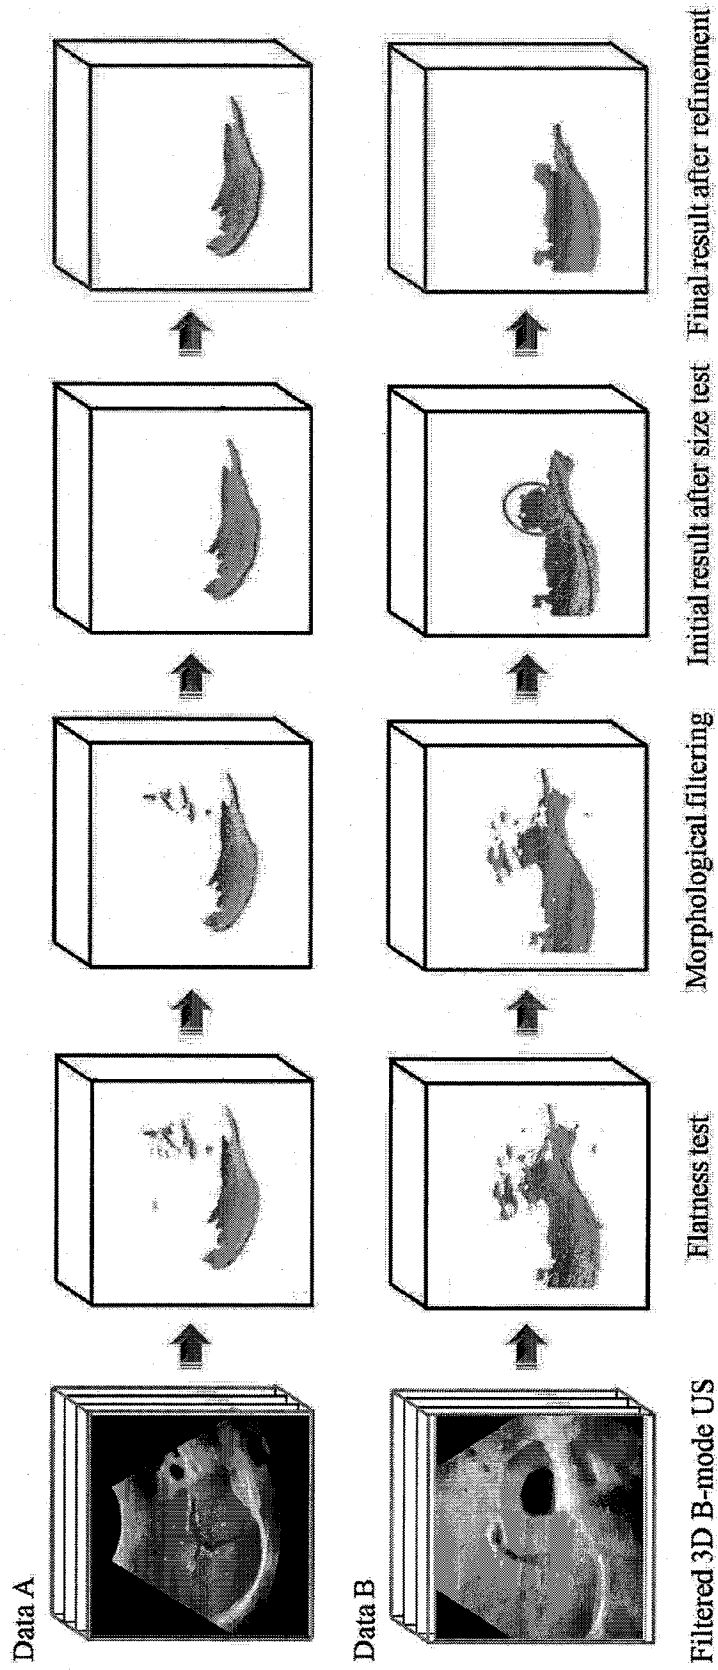 Data A
Data B
Filtered 3D B-mode US
Flatness test
Morphological filtering
Initial result after size test
Final result after refinement